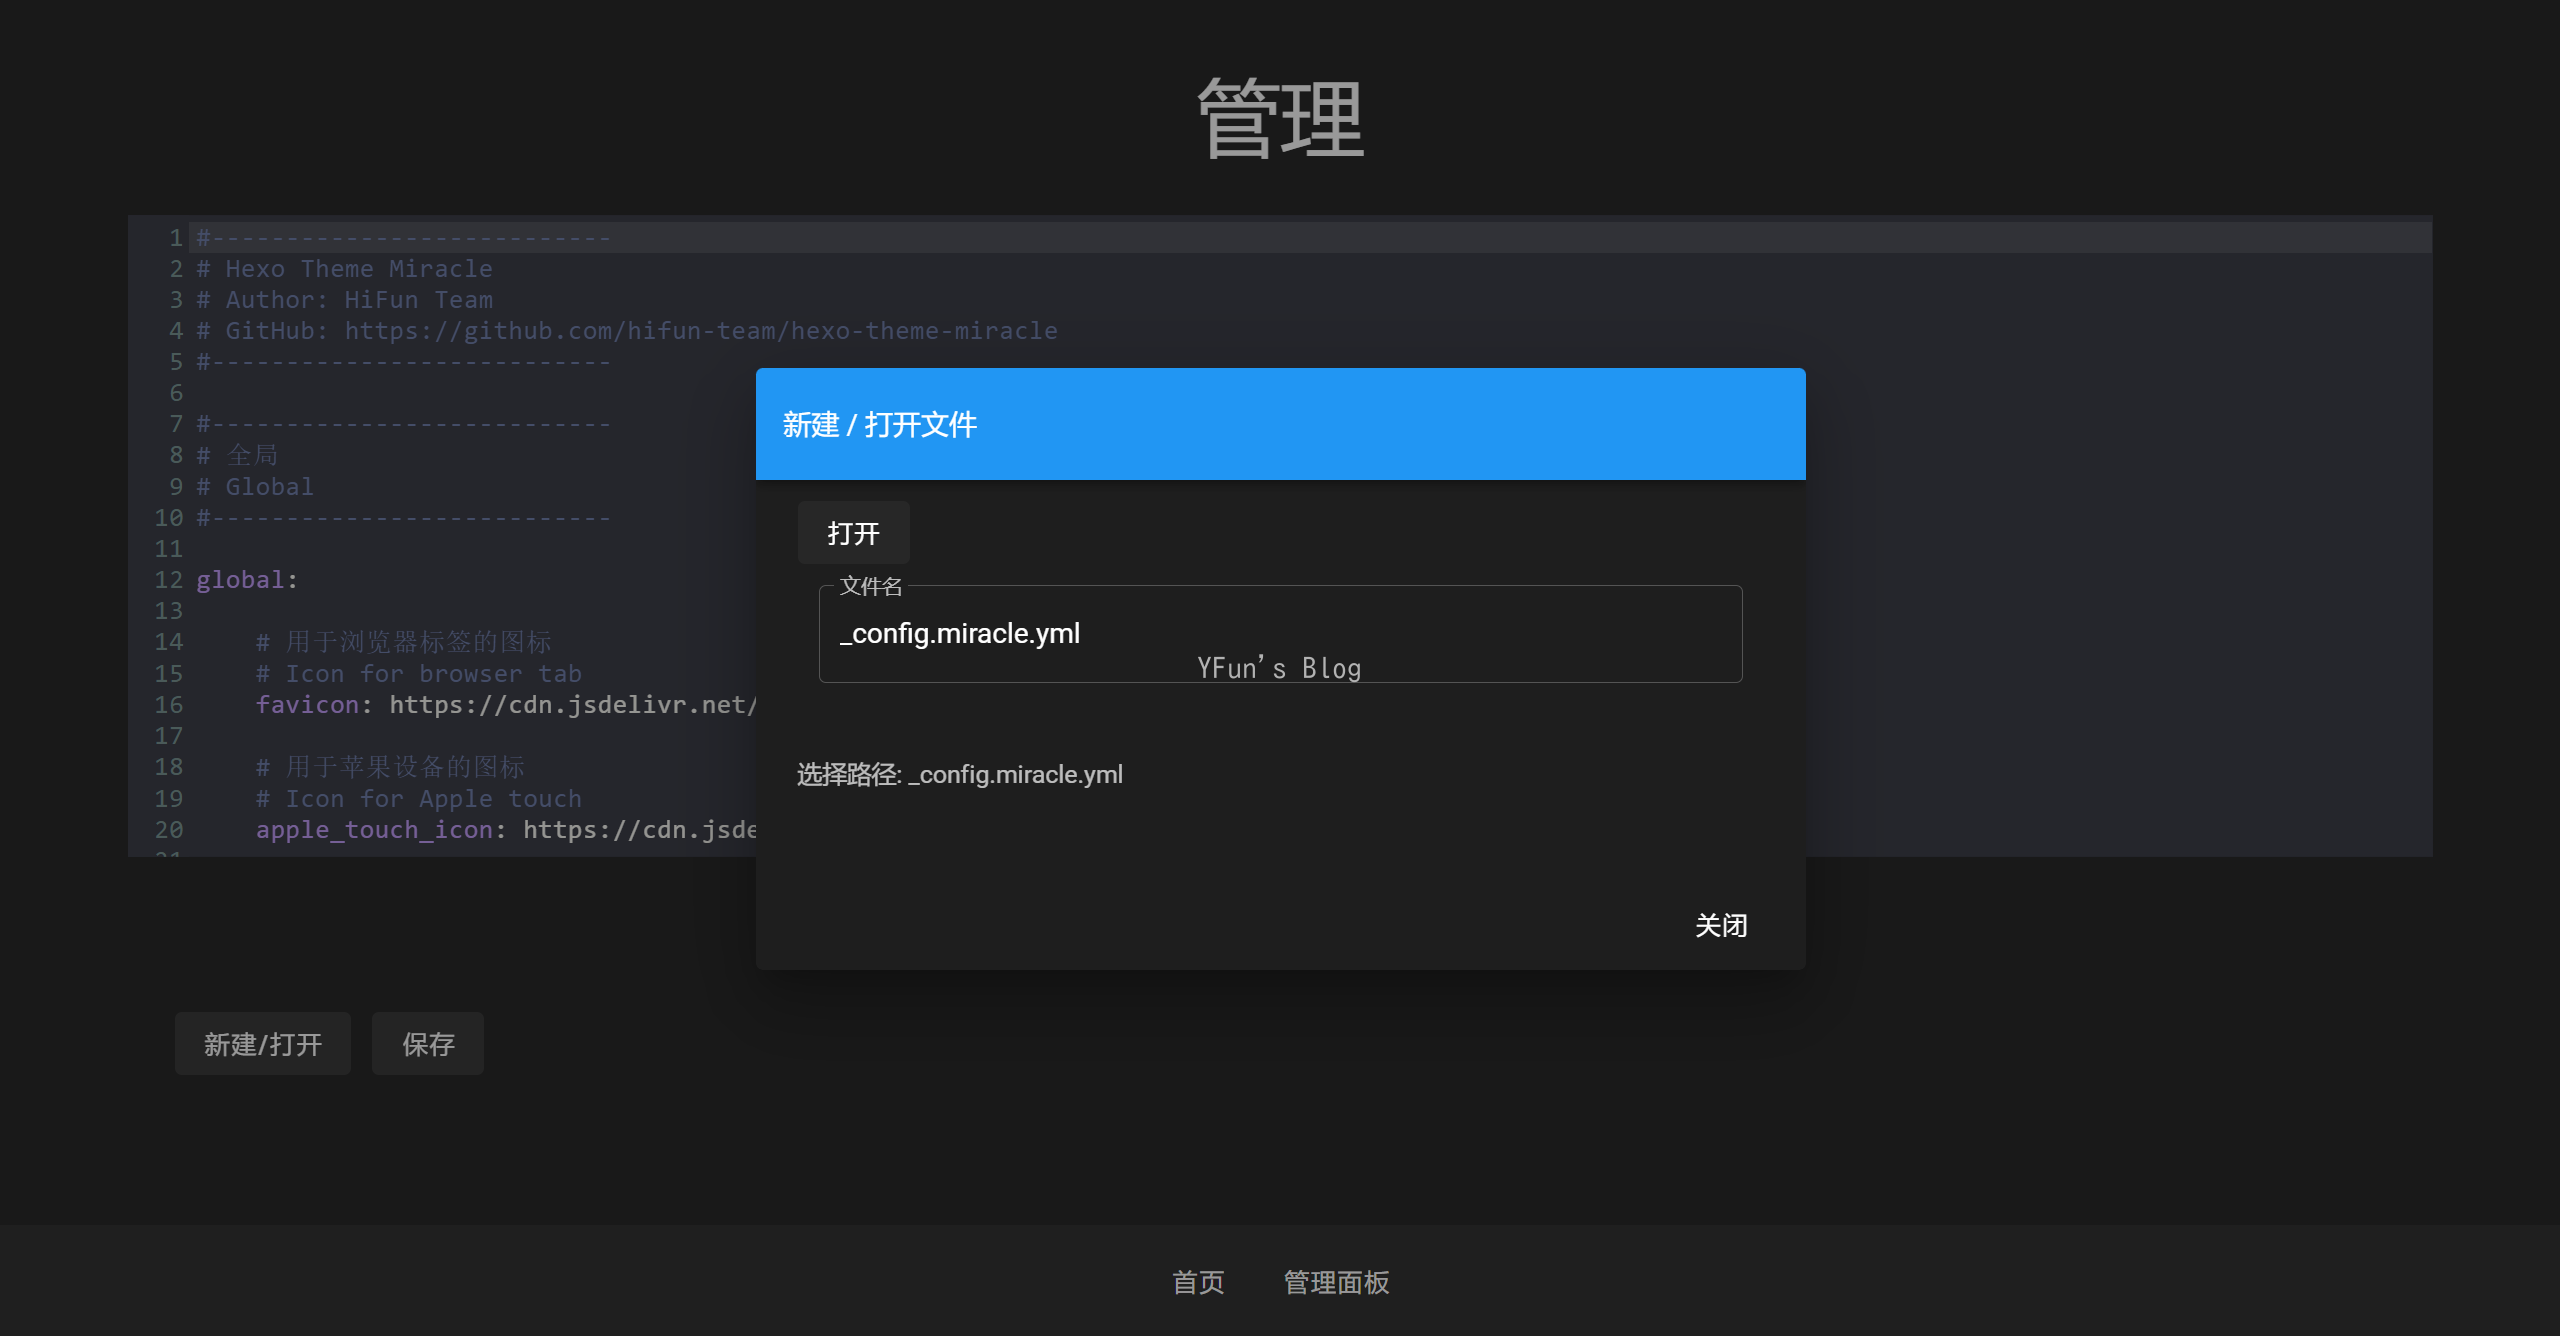 管理
1 #---------------------------
2 # Hexo Theme Miracle
3 # Author: HiFun Team
4 # GitHub: https://github.com/hifun-team/hexo-theme-miracle
5 #---------------------------
6
7 #---------------------------
8 # 全局
9 # Global
10 #---------------------------
11
12 global:
13
14 # 用于浏览器标签的图标
15 # Icon for browser tab
16 favicon: https://cdn.jsdelivr.net/
17
18 # 用于苹果设备的图标
19 # Icon for Apple touch
20 apple_touch_icon: https://cdn.jsde
21
新建 / 打开文件
打开
文件名
_config.miracle.yml
YFun's Blog
选择路径: _config.miracle.yml
关闭
新建/打开 保存
首页 管理面板